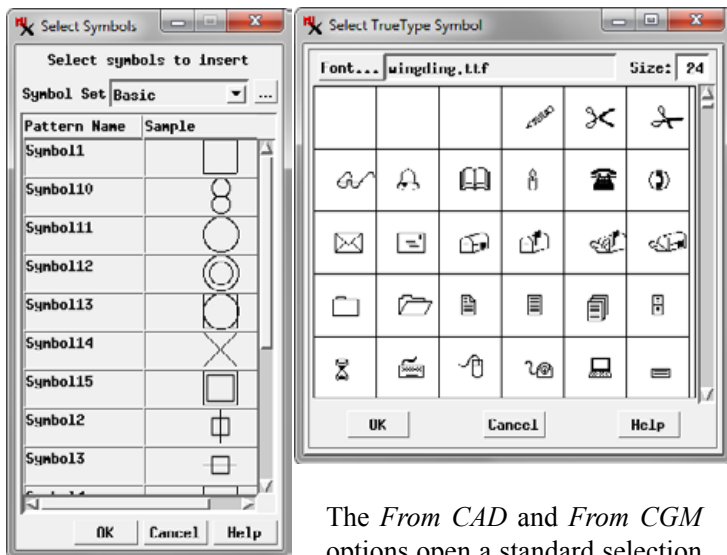 Select Symbols
Select symbols to insert
Symbol Set Basic ...
Pattern Name Sample
Symbol1
Symbol10
Symbol11
Symbol12
Symbol13
Symbol14
Symbol15
Symbol2
Symbol3
OK Cancel Help
Select TrueType Symbol
Font... wingding.ttf Size: 24
OK Cancel Help
The From CAD and From CGM
options open a standard selection